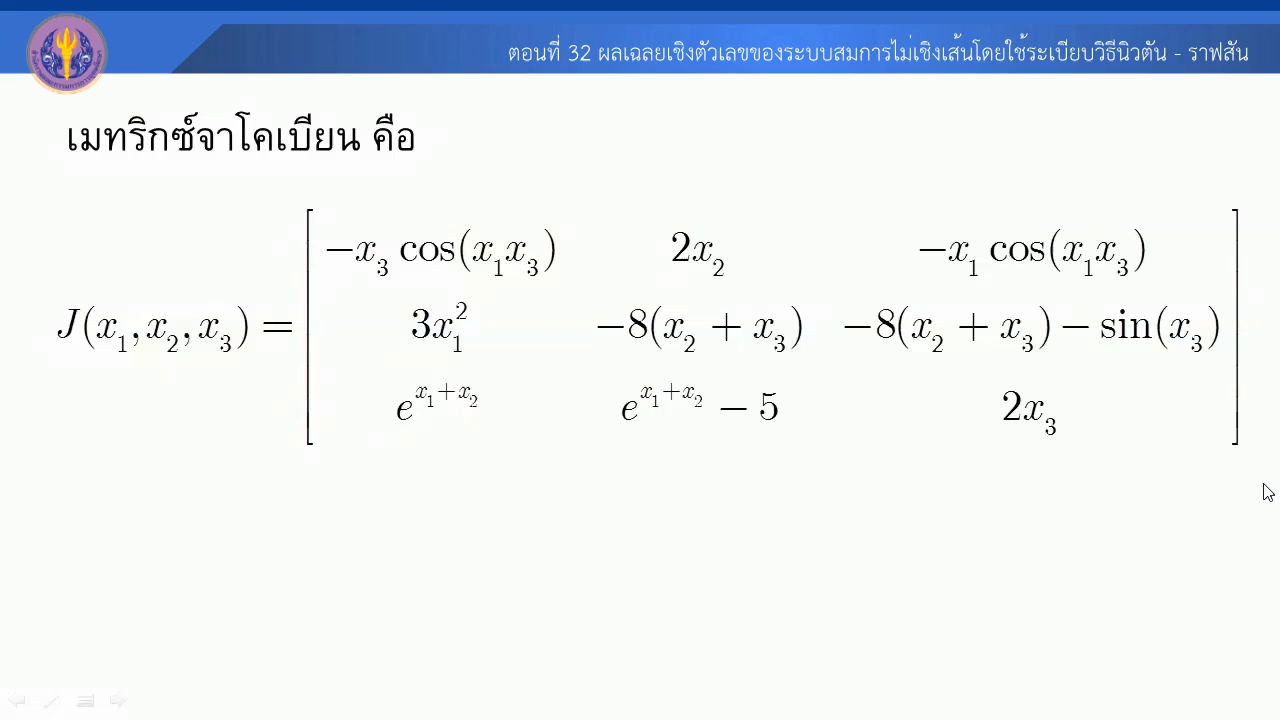 ตอนที่ 32 ผลเฉลยเชิงตัวเลขของระบบสมการไม่เชิงเส้นโดยใช้ระเบียบวิธีนิวตัน - ราฟสัน
เมทริกซ์จาโคเบียน คือ
J(x₁, x₂, x₃) = [ −x₃ cos(x₁x₃) 2x₂ −x₁ cos(x₁x₃)
3x₁² −8(x₂ + x₃) −8(x₂ + x₃) − sin(x₃)
e^{x₁+x₂} e^{x₁+x₂} − 5 2x₃ ]